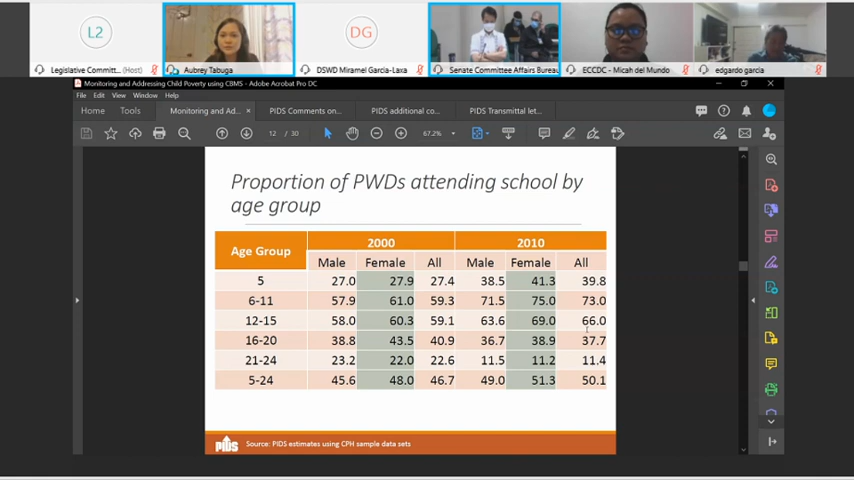 L2
DG
Legislative Committ... (Host)
Aubrey Tabuga
DSWD Miramel Garcia-Laxa
Senate Committee Affairs Bureau
ECCDC - Micah del Mundo
edgardo garcia
Monitoring and Addressing Child Poverty using CBMS - Adobe Acrobat Pro DC
File Edit View Window Help
Home Tools Monitoring and Ad... × PIDS Comments on... PIDS additional co... PIDS Transmittal let...
12 / 30 67.2%
Proportion of PWDs attending school by
age group
Age Group 2000 2010
Male Female All Male Female All
5 27.0 27.9 27.4 38.5 41.3 39.8
6-11 57.9 61.0 59.3 71.5 75.0 73.0
12-15 58.0 60.3 59.1 63.6 69.0 66.0
16-20 38.8 43.5 40.9 36.7 38.9 37.7
21-24 23.2 22.0 22.6 11.5 11.2 11.4
5-24 45.6 48.0 46.7 49.0 51.3 50.1
PIDS
Source: PIDS estimates using CPH sample data sets